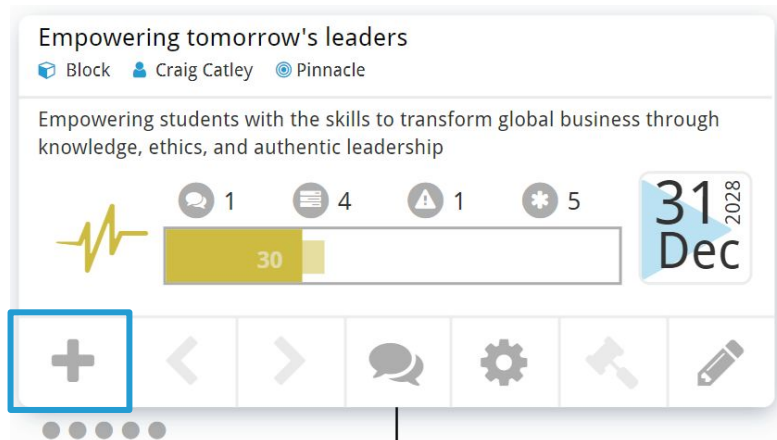 Empowering tomorrow's leaders
Block Craig Catley Pinnacle
Empowering students with the skills to transform global business through
knowledge, ethics, and authentic leadership
1 4 1 5
30
31 2028
Dec